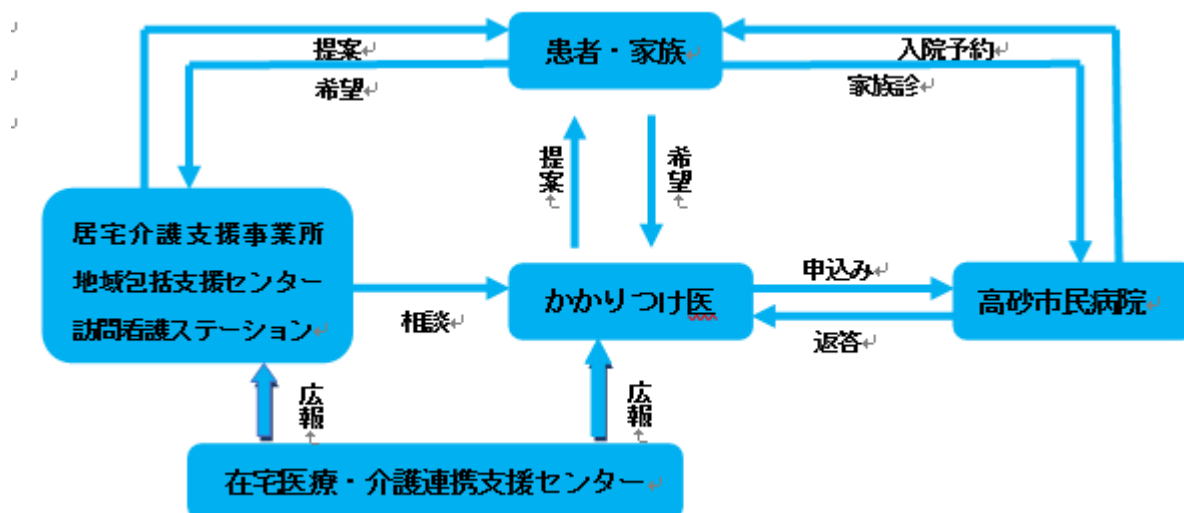 患者・家族
提案
希望
入院予約
家族診
提案
希望
居宅介護支援事業所
地域包括支援センター
訪問看護ステーション
かかりつけ医
高砂市民病院
相談
申込み
返答
広報
広報
在宅医療・介護連携支援センター